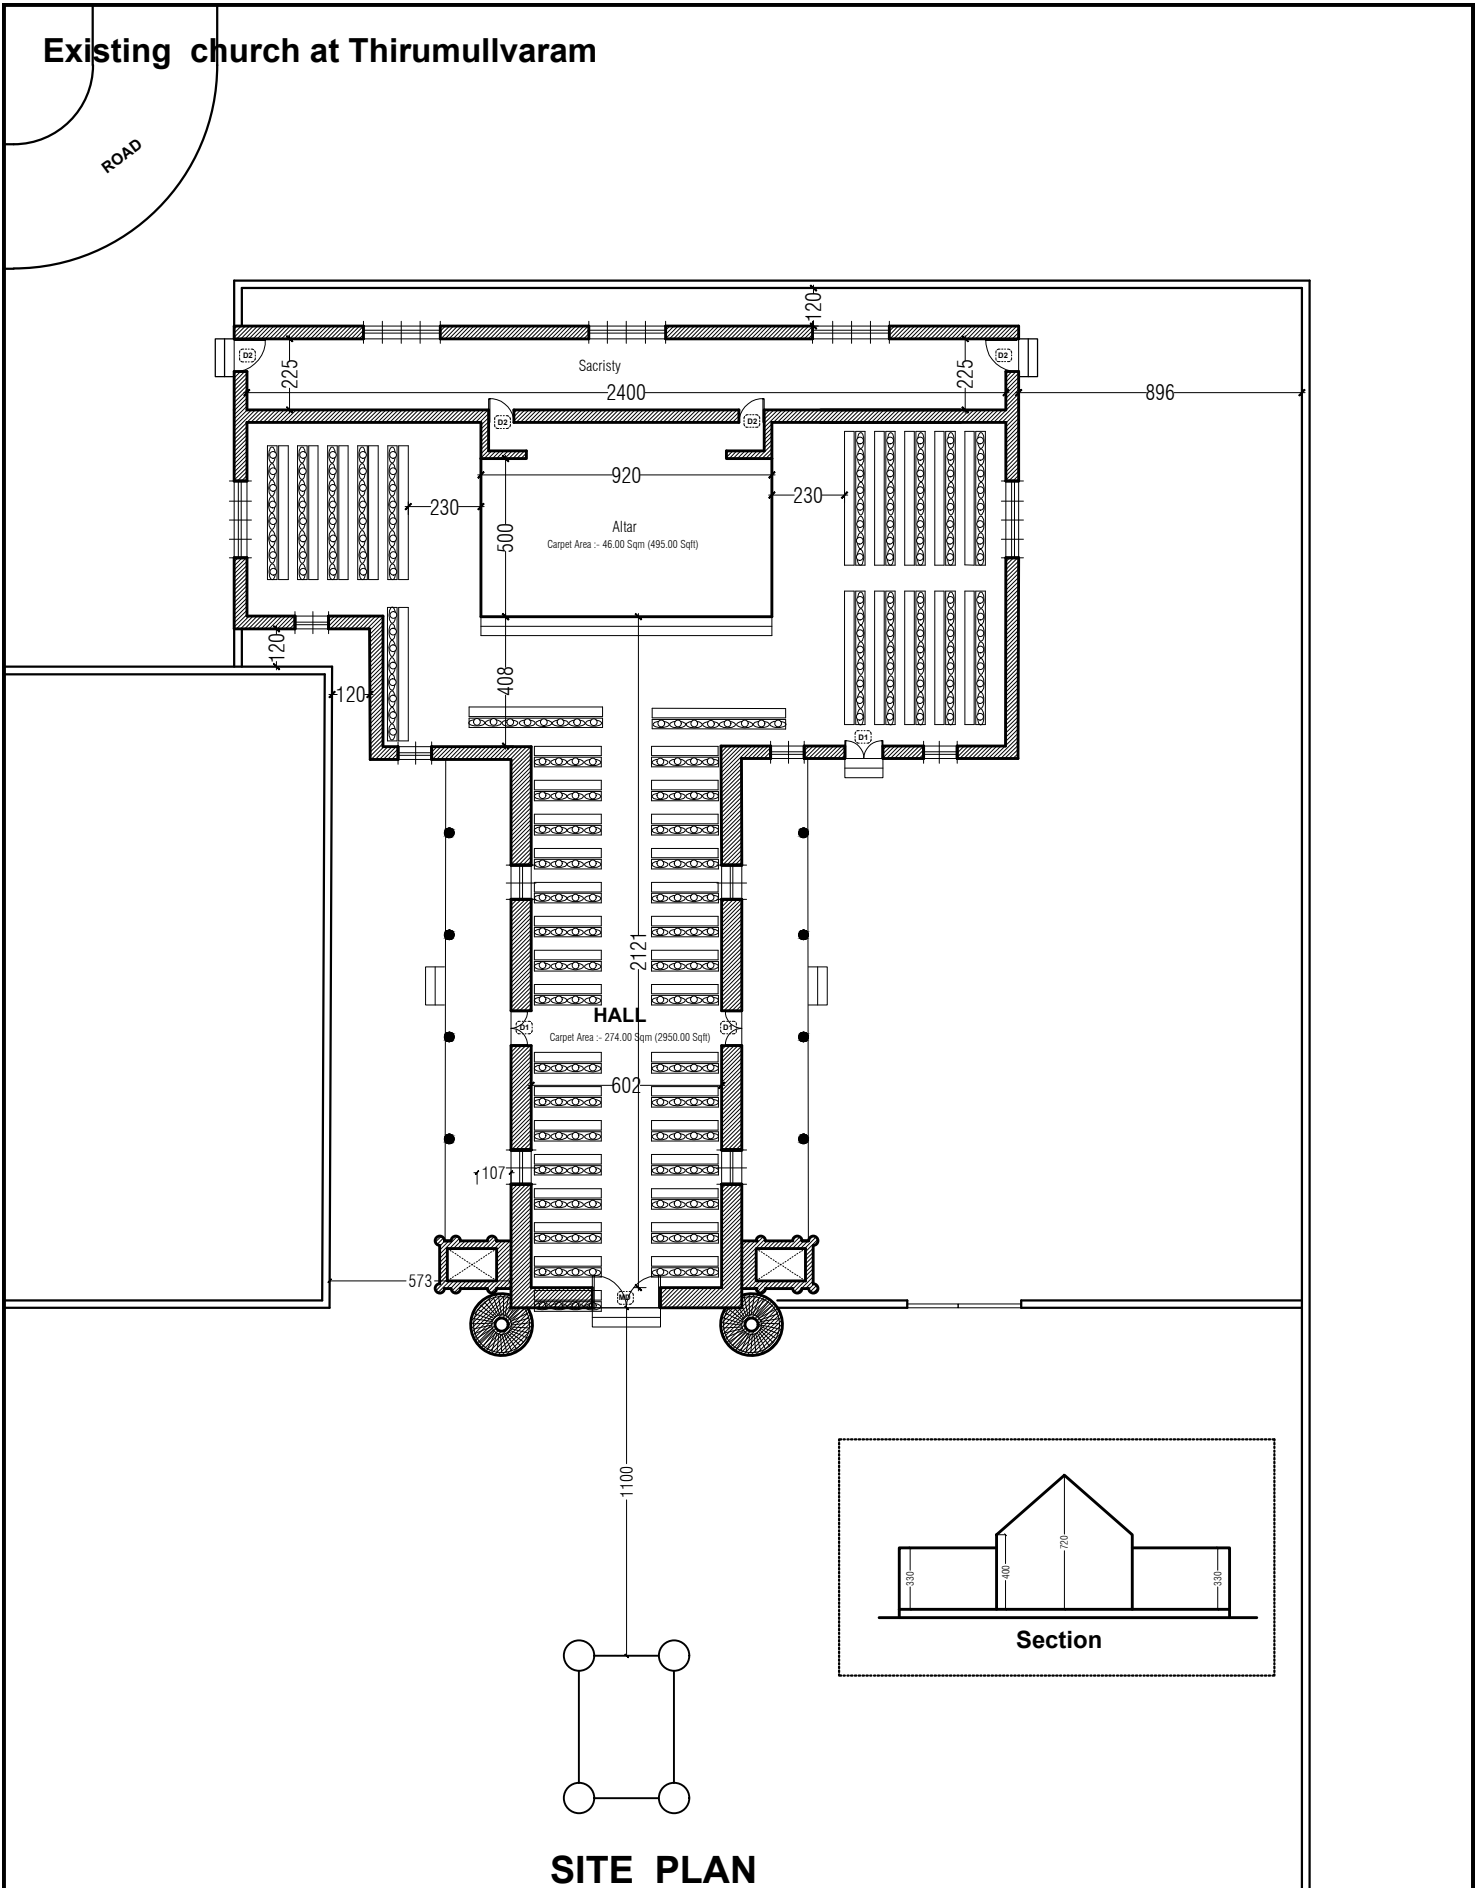 Existing church at Thirumullvaram
ROAD
120
D2
D2
225
Sacristy
225
2400
896
D2
D2
920
230
230
500
Altar
Carpet Area :- 46.00 Sqm (495.00 Sqft)
120
408
120
D1
2121
HALL
D1
D1
Carpet Area :- 274.00 Sqm (2950.00 Sqft)
602
107
573
MD
1100
720
330
400
330
Section
SITE PLAN